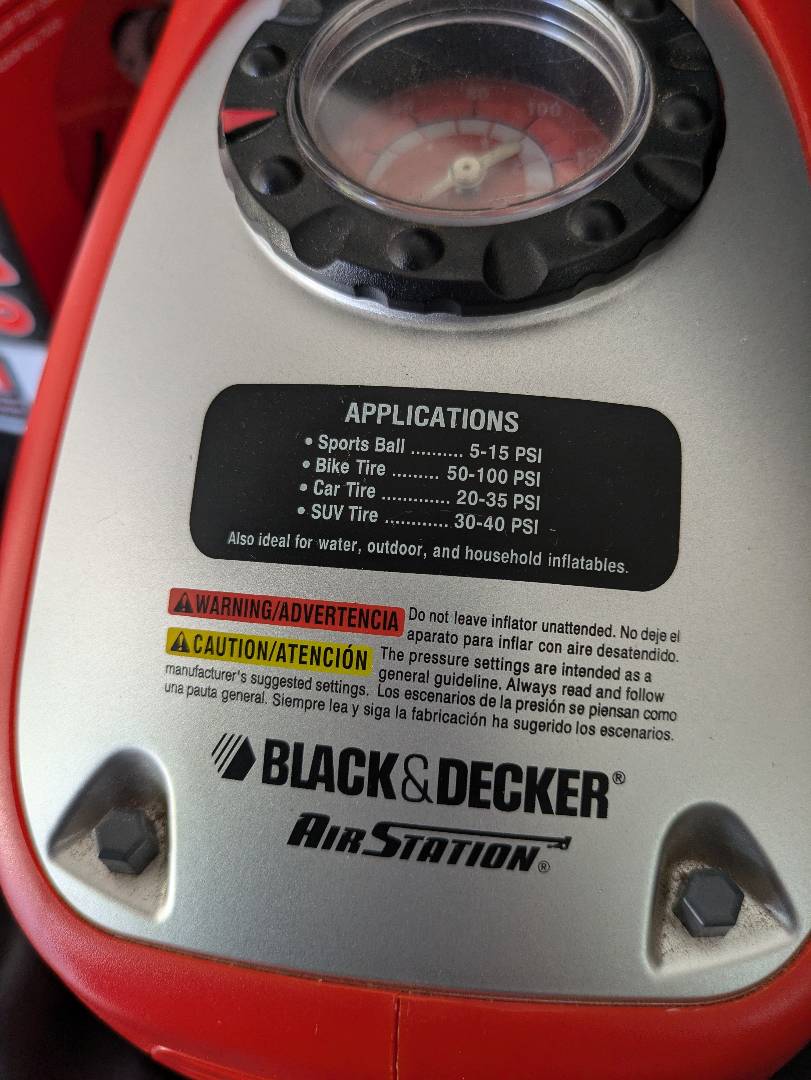 80
100
APPLICATIONS
• Sports Ball .......... 5-15 PSI
• Bike Tire ......... 50-100 PSI
• Car Tire ............. 20-35 PSI
• SUV Tire ............ 30-40 PSI
Also ideal for water, outdoor, and household inflatables.
WARNING/ADVERTENCIA Do not leave inflator unattended. No deje el
aparato para inflar con aire desatendido.
CAUTION/ATENCIÓN The pressure settings are intended as a
general guideline. Always read and follow
manufacturer's suggested settings. Los escenarios de la presión se piensan como
una pauta general. Siempre lea y siga la fabricación ha sugerido los escenarios.
BLACK&DECKER®
AIRSTATION®